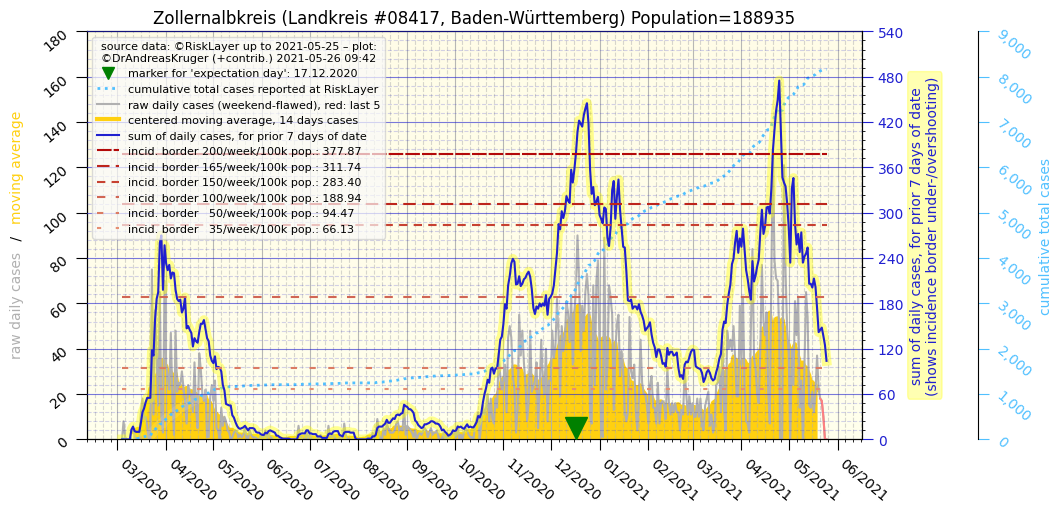 Zollernalbkreis (Landkreis #08417, Baden-Württemberg) Population=188935
source data: ©RiskLayer up to 2021-05-25 – plot:
©DrAndreasKruger (+contrib.) 2021-05-26 09:42
marker for 'expectation day': 17.12.2020
cumulative total cases reported at RiskLayer
raw daily cases (weekend-flawed), red: last 5
centered moving average, 14 days cases
sum of daily cases, for prior 7 days of date
incid. border 200/week/100k pop.: 377.87
incid. border 165/week/100k pop.: 311.74
incid. border 150/week/100k pop.: 283.40
incid. border 100/week/100k pop.: 188.94
incid. border 50/week/100k pop.: 94.47
incid. border 35/week/100k pop.: 66.13
raw daily cases / moving average
180
160
140
120
100
80
60
40
20
0
03/2020
04/2020
05/2020
06/2020
07/2020
08/2020
09/2020
10/2020
11/2020
12/2020
01/2021
02/2021
03/2021
04/2021
05/2021
06/2021
540
480
420
360
300
240
180
120
60
0
sum of daily cases, for prior 7 days of date
(shows incidence border under-/overshooting)
9,000
8,000
7,000
6,000
5,000
4,000
3,000
2,000
1,000
0
cumulative total cases